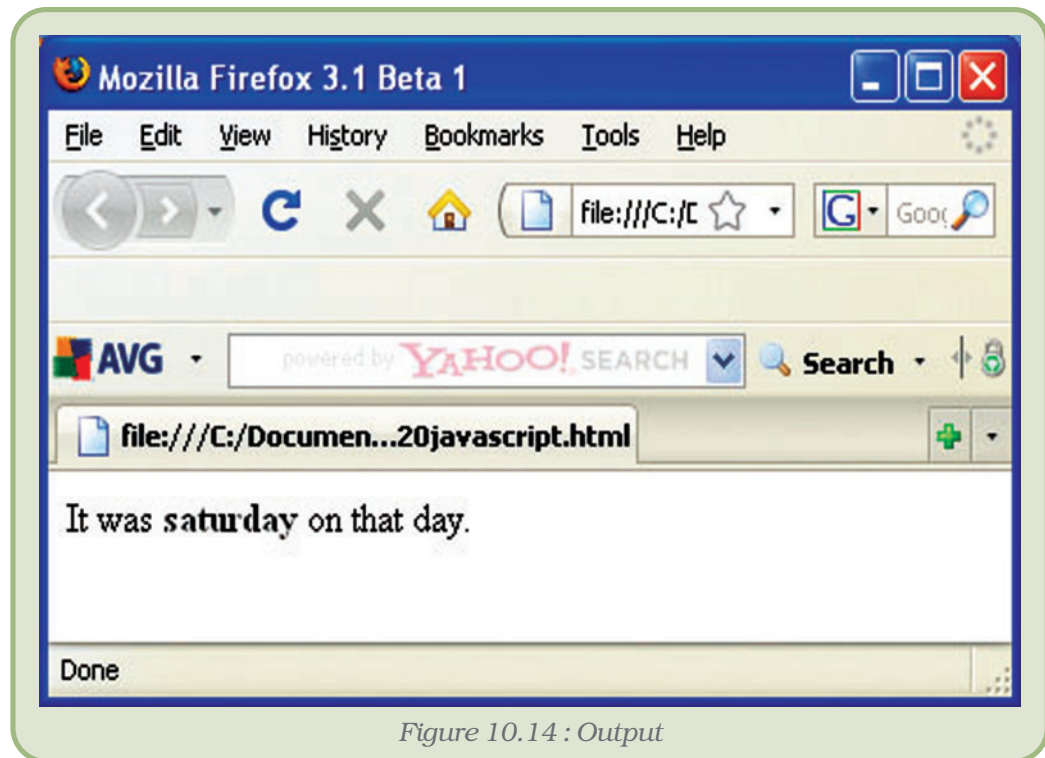 Mozilla Firefox 3.1 Beta 1
File Edit View History Bookmarks Tools Help
file:///C:/D G Goo
AVG powered by YAHOO! SEARCH Search
file:///C:/Documen...20javascript.html
It was saturday on that day.
Done
Figure 10.14 : Output